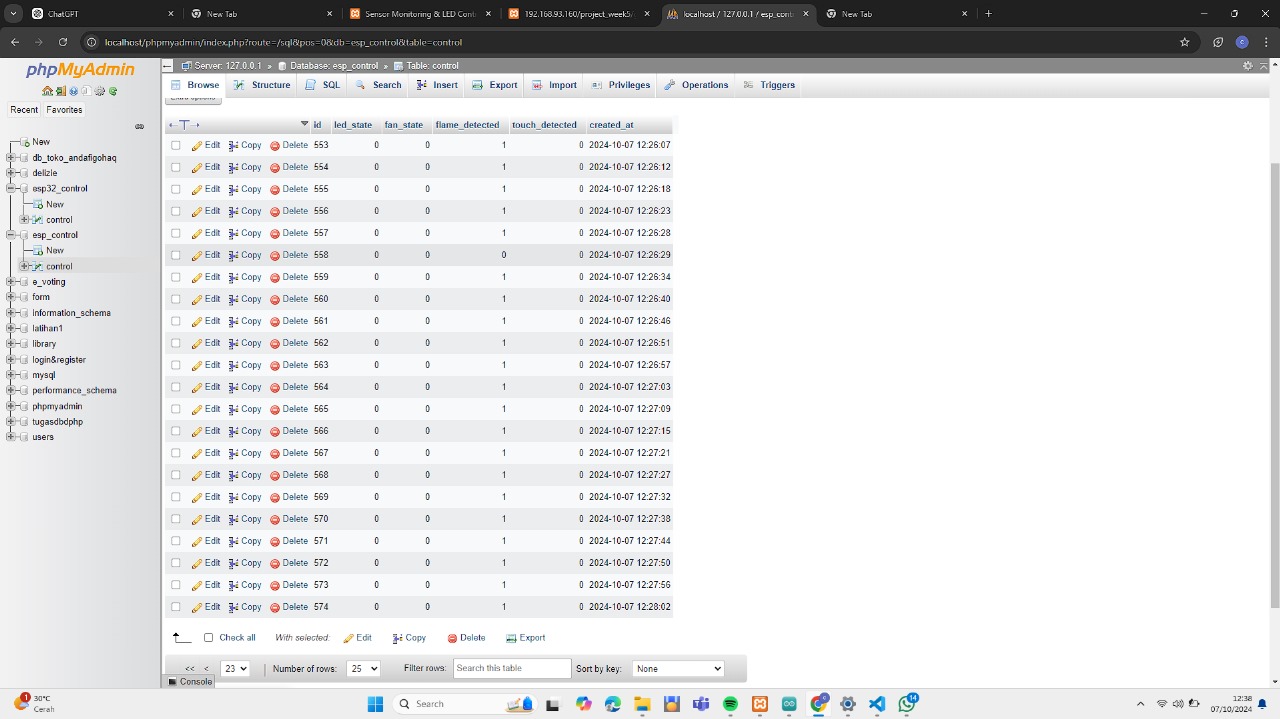 ChatGPT
New Tab
Sensor Monitoring & LED Cont
192.168.93.160/project_week5/
localhost / 127.0.0.1 / esp_contr
New Tab
localhost/phpmyadmin/index.php?route=/sql&pos=0&db=esp_control&table=control
phpMyAdmin
Recent Favorites
New
db_toko_andafigohaq
delizie
esp32_control
New
control
esp_control
New
control
e_voting
form
information_schema
latihan1
library
login&register
mysql
performance_schema
phpmyadmin
tugasdbdphp
users
Server: 127.0.0.1 » Database: esp_control » Table: control
Browse Structure SQL Search Insert Export Import Privileges Operations Triggers
Extra options
id led_state fan_state flame_detected touch_detected created_at
Edit Copy Delete 553 0 0 1 0 2024-10-07 12:26:07
Edit Copy Delete 554 0 0 1 0 2024-10-07 12:26:12
Edit Copy Delete 555 0 0 1 0 2024-10-07 12:26:18
Edit Copy Delete 556 0 0 1 0 2024-10-07 12:26:23
Edit Copy Delete 557 0 0 1 0 2024-10-07 12:26:28
Edit Copy Delete 558 0 0 0 0 2024-10-07 12:26:29
Edit Copy Delete 559 0 0 1 0 2024-10-07 12:26:34
Edit Copy Delete 560 0 0 1 0 2024-10-07 12:26:40
Edit Copy Delete 561 0 0 1 0 2024-10-07 12:26:46
Edit Copy Delete 562 0 0 1 0 2024-10-07 12:26:51
Edit Copy Delete 563 0 0 1 0 2024-10-07 12:26:57
Edit Copy Delete 564 0 0 1 0 2024-10-07 12:27:03
Edit Copy Delete 565 0 0 1 0 2024-10-07 12:27:09
Edit Copy Delete 566 0 0 1 0 2024-10-07 12:27:15
Edit Copy Delete 567 0 0 1 0 2024-10-07 12:27:21
Edit Copy Delete 568 0 0 1 0 2024-10-07 12:27:27
Edit Copy Delete 569 0 0 1 0 2024-10-07 12:27:32
Edit Copy Delete 570 0 0 1 0 2024-10-07 12:27:38
Edit Copy Delete 571 0 0 1 0 2024-10-07 12:27:44
Edit Copy Delete 572 0 0 1 0 2024-10-07 12:27:50
Edit Copy Delete 573 0 0 1 0 2024-10-07 12:27:56
Edit Copy Delete 574 0 0 1 0 2024-10-07 12:28:02
Check all With selected: Edit Copy Delete Export
<< < 23 | Number of rows: 25 Filter rows: Search this table Sort by key: None
Console
1 30°C
Cerah
Search
14
12:38
07/10/2024